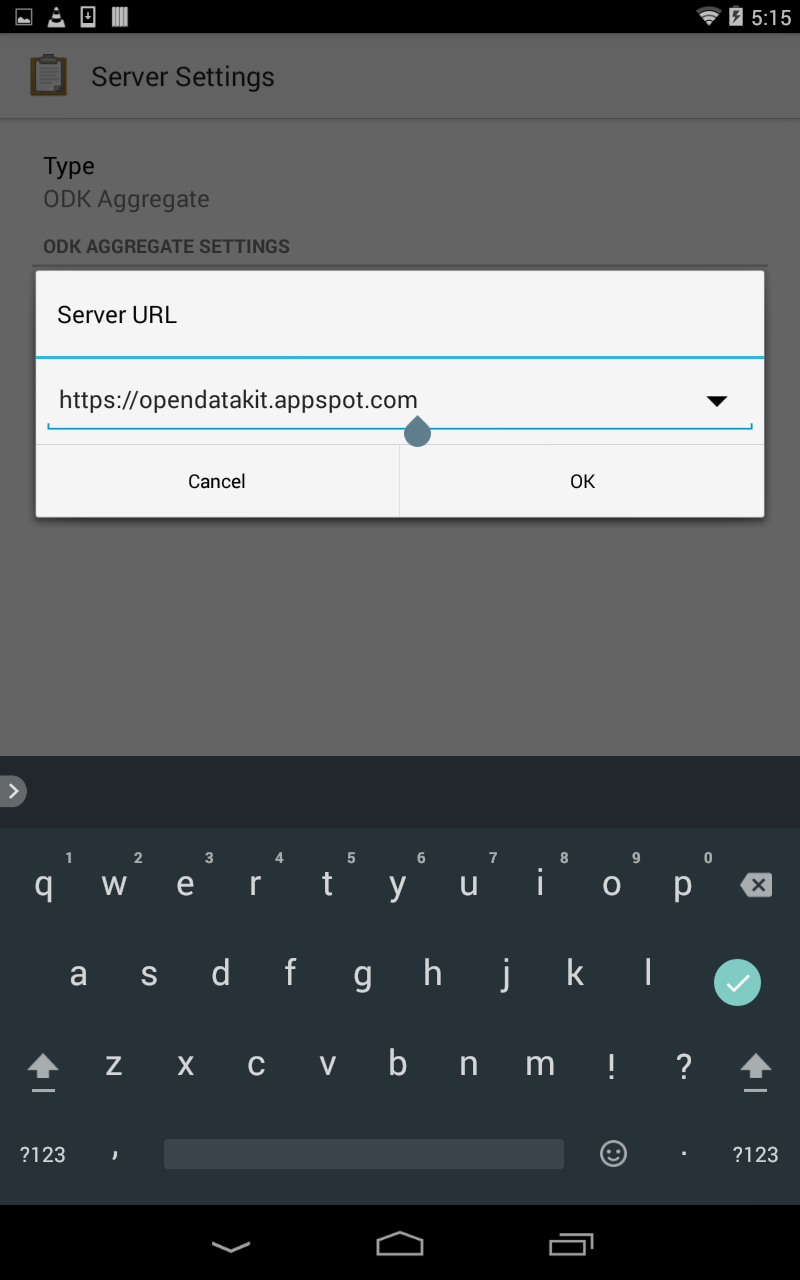 5:15
Server Settings
Type
ODK Aggregate
ODK AGGREGATE SETTINGS
Server URL
https://opendatakit.appspot.com
Cancel OK
1 2 3 4 5 6 7 8 9 0
q w e r t y u i o p
a s d f g h j k l
z x c v b n m ! ?
?123 , . ?123